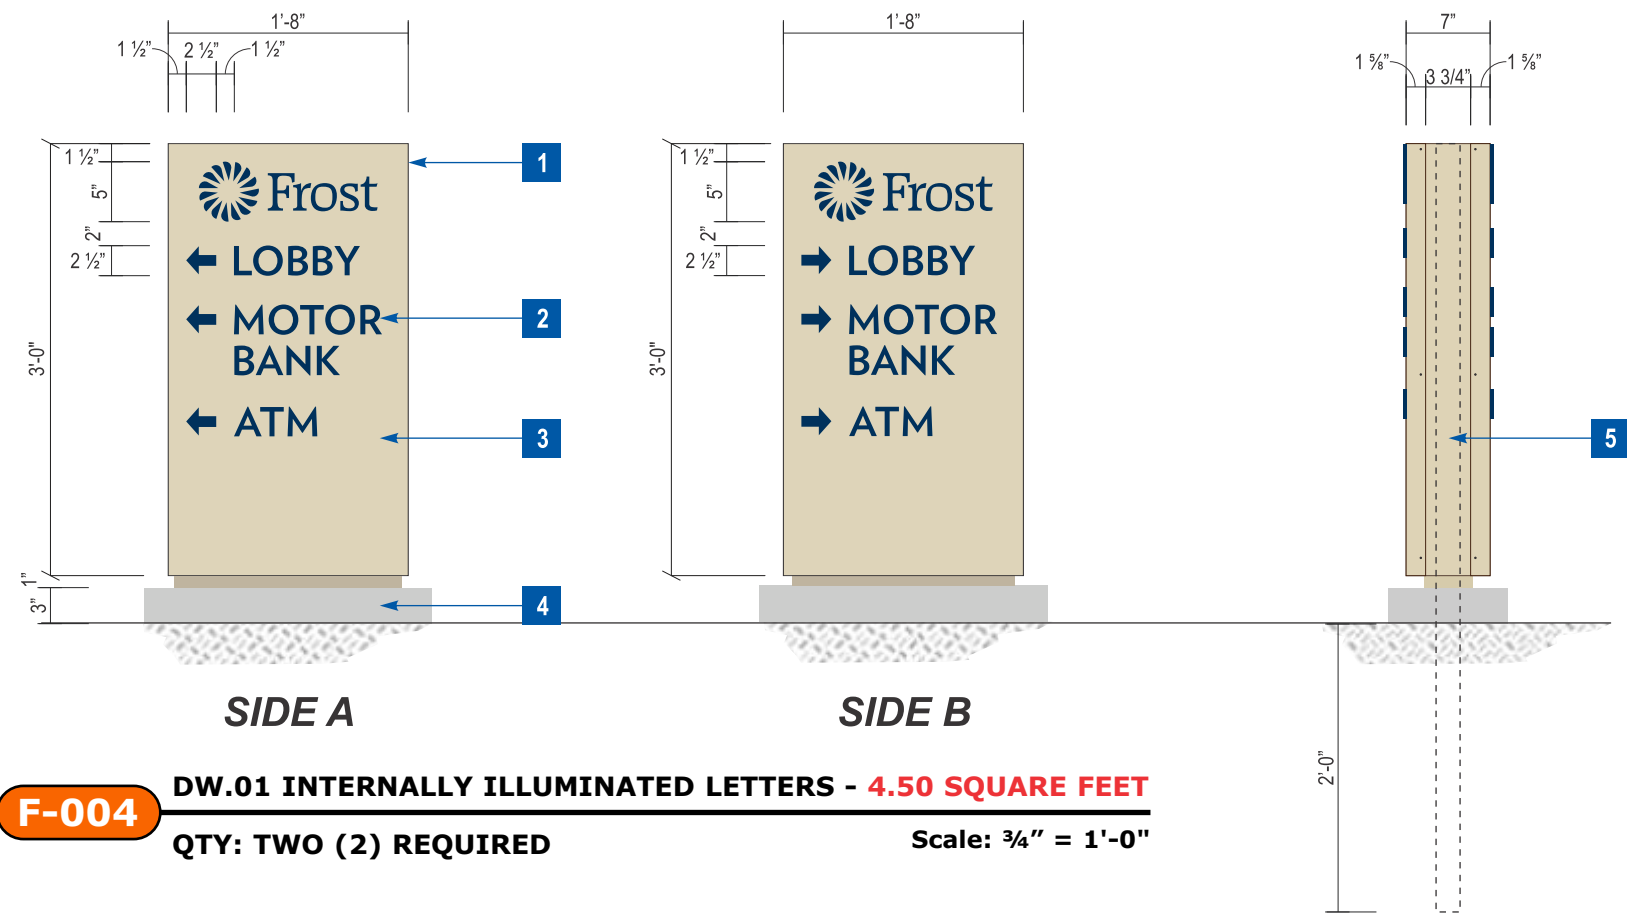 1'-8”
1 ½”
2 ½”
1 ½”
1 ½”
5”
2”
2 ½”
3'-0"
1”
3”
Frost
LOBBY
MOTOR
BANK
ATM
1
2
3
4
SIDE A
1'-8”
1 ½”
5”
2”
2 ½”
3'-0"
Frost
LOBBY
MOTOR
BANK
ATM
SIDE B
7”
1 ⅝”
3 3/4”
1 ⅝”
5
2'-0”
F-004
DW.01 INTERNALLY ILLUMINATED LETTERS - 4.50 SQUARE FEET
QTY: TWO (2) REQUIRED
Scale: ¾” = 1'-0"